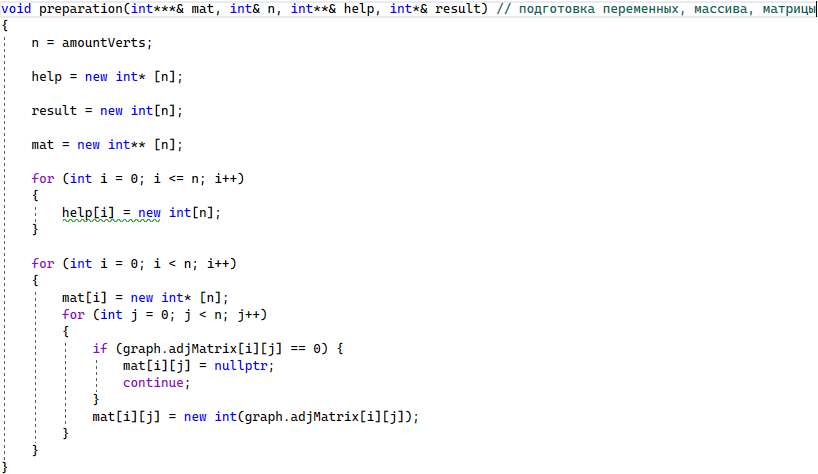 void preparation(int***& mat, int& n, int**& help, int*& result) // подготовка переменных, массива, матрицы
{
    n = amountVerts;
    help = new int* [n];
    result = new int[n];
    mat = new int** [n];
    for (int i = 0; i <= n; i++)
    {
        help[i] = new int[n];
    }
    for (int i = 0; i < n; i++)
    {
        mat[i] = new int* [n];
        for (int j = 0; j < n; j++)
        {
            if (graph.adjMatrix[i][j] == 0) {
                mat[i][j] = nullptr;
                continue;
            }
            mat[i][j] = new int(graph.adjMatrix[i][j]);
        }
    }
}